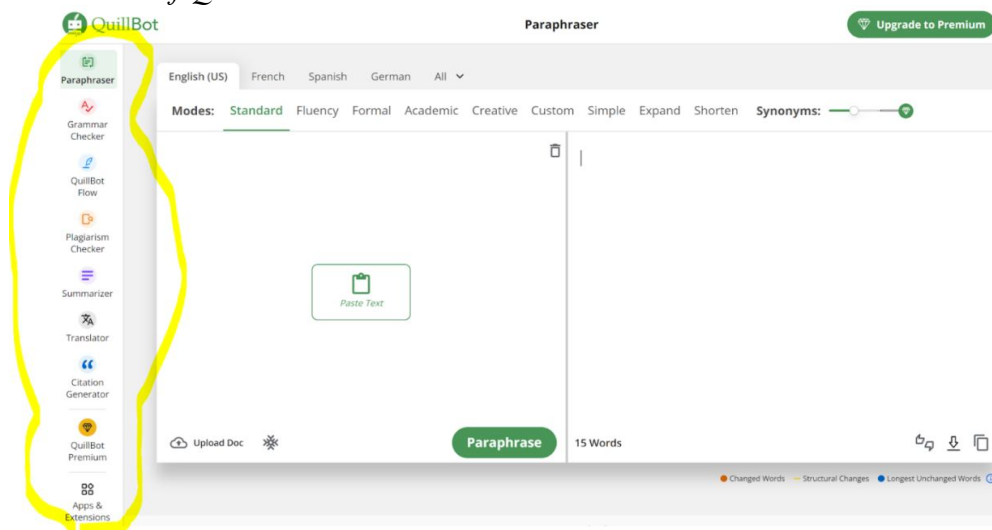 QuillBot
Paraphraser
Upgrade to Premium
Paraphraser
Grammar
Checker
QuillBot
Flow
Plagiarism
Checker
Summarizer
Translator
Citation
Generator
QuillBot
Premium
Apps &
Extensions
English (US) French Spanish German All
Modes: Standard Fluency Formal Academic Creative Custom Simple Expand Shorten Synonyms:
Paste Text
Upload Doc
Paraphrase
15 Words
Changed Words Structural Changes Longest Unchanged Words